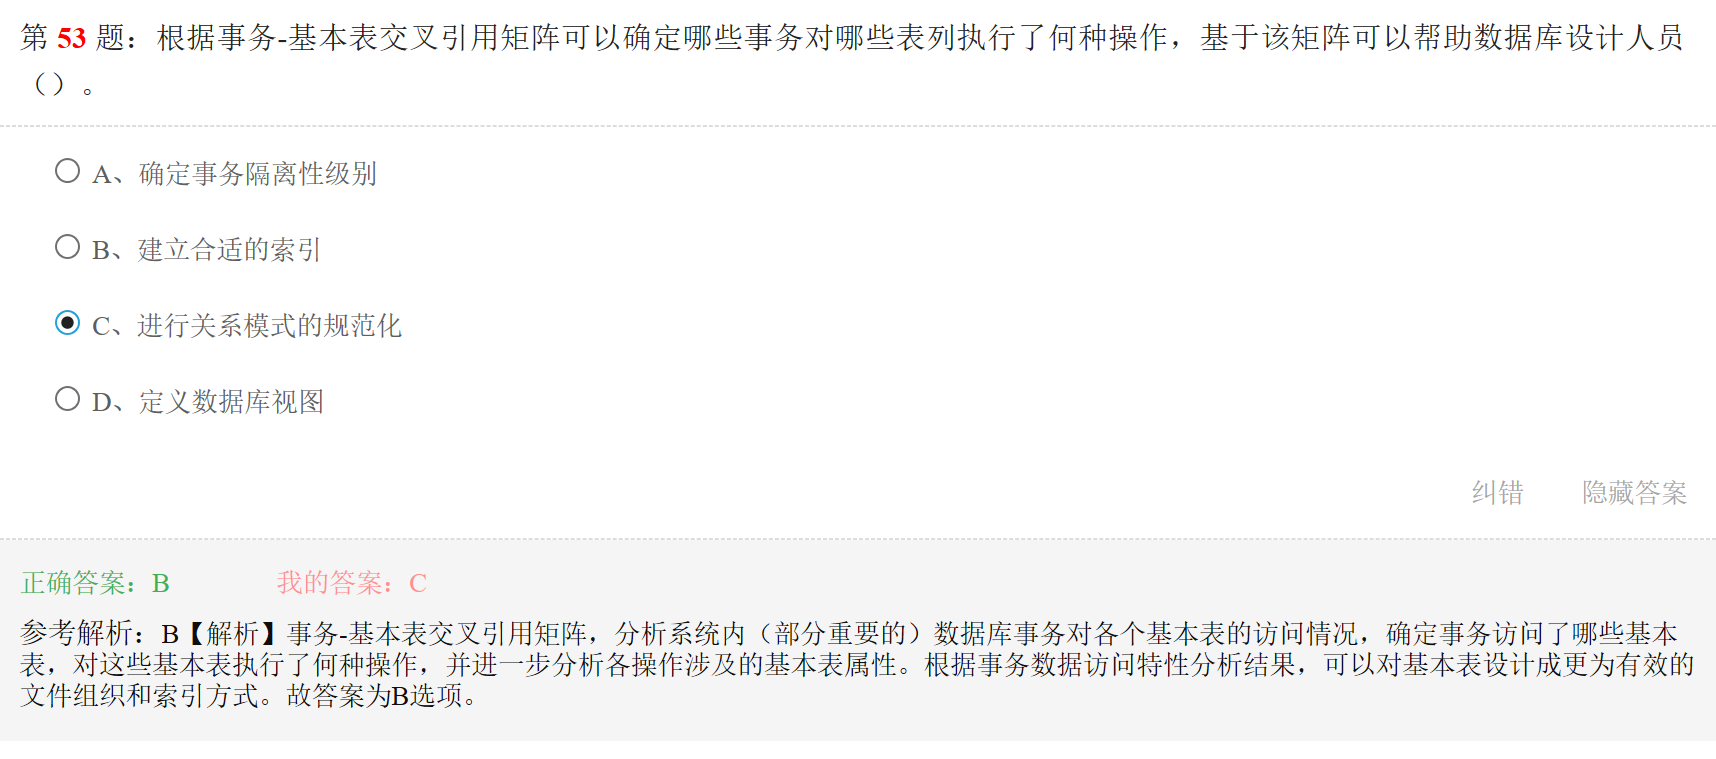 第 53 题：根据事务-基本表交叉引用矩阵可以确定哪些事务对哪些表列执行了何种操作，基于该矩阵可以帮助数据库设计人员
（）。
A、确定事务隔离性级别
B、建立合适的索引
C、进行关系模式的规范化
D、定义数据库视图
纠错 隐藏答案
正确答案：B 我的答案：C
参考解析：B【解析】事务-基本表交叉引用矩阵，分析系统内（部分重要的）数据库事务对各个基本表的访问情况，确定事务访问了哪些基本
表，对这些基本表执行了何种操作，并进一步分析各操作涉及的基本表属性。根据事务数据访问特性分析结果，可以对基本表设计成更为有效的
文件组织和索引方式。故答案为B选项。